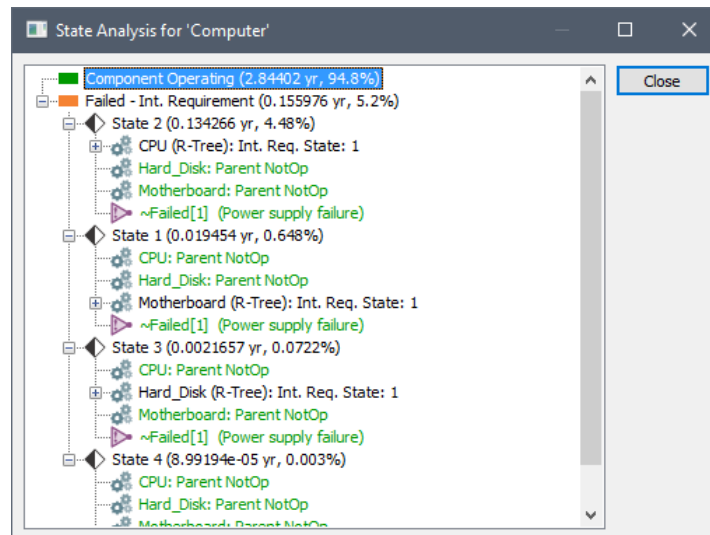 State Analysis for 'Computer'
Component Operating (2.84402 yr, 94.8%)
Close
Failed - Int. Requirement (0.155976 yr, 5.2%)
State 2 (0.134266 yr, 4.48%)
CPU (R-Tree): Int. Req. State: 1
Hard_Disk: Parent NotOp
Motherboard: Parent NotOp
~Failed[1] (Power supply failure)
State 1 (0.019454 yr, 0.648%)
CPU: Parent NotOp
Hard_Disk: Parent NotOp
Motherboard (R-Tree): Int. Req. State: 1
~Failed[1] (Power supply failure)
State 3 (0.0021657 yr, 0.0722%)
CPU: Parent NotOp
Hard_Disk (R-Tree): Int. Req. State: 1
Motherboard: Parent NotOp
~Failed[1] (Power supply failure)
State 4 (8.99194e-05 yr, 0.003%)
CPU: Parent NotOp
Hard_Disk: Parent NotOp
Motherboard: Parent NotOp